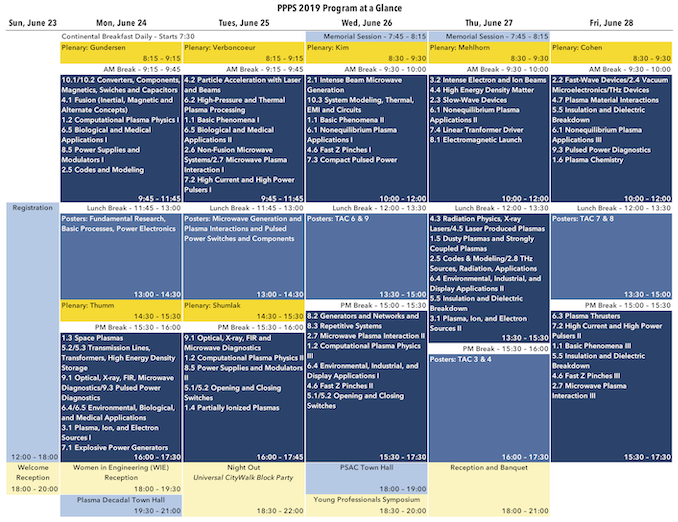 PPPS 2019 Program at a Glance
Sun, June 23
Mon, June 24
Tues, June 25
Wed, June 26
Thu, June 27
Fri, June 28
Continental Breakfast Daily - Starts 7:30
Memorial Session - 7:45 - 8:15
Memorial Session - 7:45 - 8:15
Plenary: Gundersen
8:15 - 9:15
Plenary: Verboncoeur
8:15 - 9:15
Plenary: Kim
8:30 - 9:30
Plenary: Mehlhorn
8:30 - 9:30
Plenary: Cohen
8:30 - 9:30
AM Break - 9:15 - 9:45
AM Break - 9:15 - 9:45
AM Break - 9:30 - 10:00
AM Break - 9:30 - 10:00
AM Break - 9:30 - 10:00
10.1/10.2 Converters, Components,
Magnetics, Swiches and Capacitors
4.1 Fusion (Inertial, Magnetic and
Alternate Concepts)
1.2 Computational Plasma Physics I
6.5 Biological and Medical
Applications I
8.5 Power Supplies and
Modulators I
2.5 Codes and Modeling
9:45 - 11:45
4.2 Particle Acceleration with Laser
and Beams
6.2 High-Pressure and Thermal
Plasma Processing
1.1 Basic Phenomena I
6.5 Biological and Medical
Applications II
2.6 Non-Fusion Microwave
Systems/2.7 Microwave Plasma
Interaction I
7.2 High Current and High Power
Pulsers I
9:45 - 11:45
2.1 Intense Beam Microwave
Generation
10.3 System Modeling, Thermal,
EMI and Circuits
1.1 Basic Phenomena II
6.1 Nonequilibrium Plasma
Applications I
4.6 Fast Z Pinches I
7.3 Compact Pulsed Power
10:00 - 12:00
3.2 Intense Electron and Ion Beams
4.4 High Energy Density Matter
2.3 Slow-Wave Devices
6.1 Nonequilibrium Plasma
Applications II
7.4 Linear Tranformer Driver
8.1 Electromagnetic Launch
10:00 - 12:00
2.2 Fast-Wave Devices/2.4 Vacuum
Microelectronics/THz Devices
4.7 Plasma Material Interactions
5.5 Insulation and Dielectric
Breakdown
6.1 Nonequilibrium Plasma
Applications III
9.3 Pulsed Power Diagnostics
1.6 Plasma Chemistry
10:00 - 12:00
Registration
12:00 - 18:00
Lunch Break - 11:45 - 13:00
Lunch Break - 11:45 - 13:00
Lunch Break - 12:00 - 13:30
Lunch Break - 12:00 - 13:30
Lunch Break - 12:00 - 13:30
Posters: Fundamental Research,
Basic Processes, Power Electronics
13:00 - 14:30
Posters: Microwave Generation and
Plasma Interactions and Pulsed
Power Switches and Components
13:00 - 14:30
Posters: TAC 6 & 9
13:30 - 15:00
4.3 Radiation Physics, X-ray
Lasers/4.5 Laser Produced Plasmas
1.5 Dusty Plasmas and Strongly
Coupled Plasmas
2.5 Codes & Modeling/2.8 THz
Sources, Radiation, Applications
6.4 Environmental, Industrial, and
Display Applications II
5.5 Insulation and Dielectric
Breakdown
3.1 Plasma, Ion, and Electron
Sources II
13:30 - 15:30
Posters: TAC 7 & 8
13:30 - 15:00
Plenary: Thumm
14:30 - 15:30
Plenary: Shumlak
14:30 - 15:30
PM Break - 15:00 - 15:30
PM Break - 15:00 - 15:30
PM Break - 15:30 - 16:00
PM Break - 15:30 - 16:00
PM Break - 15:30 - 16:00
1.3 Space Plasmas
5.2/5.3 Transmission Lines,
Transformers, High Energy Density
Storage
9.1 Optical, X-ray, FIR, Microwave
Diagnostics/9.3 Pulsed Power
Diagnostics
6.4/6.5 Environmental, Biological,
and Medical Applications
3.1 Plasma, Ion, and Electron
Sources I
7.1 Explosive Power Generators
16:00 - 17:30
9.1 Optical, X-ray, FIR and
Microwave Diagnostics
1.2 Computational Plasma Physics II
8.5 Power Supplies and Modulators
II
5.1/5.2 Opening and Closing
Switches
1.4 Partially Ionized Plasmas
16:00 - 17:45
8.2 Generators and Networks and
8.3 Repetitive Systems
2.7 Microwave Plasma Interaction II
1.2 Computational Plasma Physics
III
6.4 Environmental, Industrial, and
Display Applications I
4.6 Fast Z Pinches II
5.1/5.2 Opening and Closing
Switches
15:30 - 17:30
Posters: TAC 3 & 4
16:00 - 17:30
6.3 Plasma Thrusters
7.2 High Current and High Power
Pulsers II
1.1 Basic Phenomena III
5.5 Insulation and Dielectric
Breakdown
4.6 Fast Z Pinches III
2.7 Microwave Plasma
Interaction III
15:30 - 17:30
Welcome
Reception
18:00 - 20:00
Women in Engineering (WIE)
Reception
18:00 - 19:30
Plasma Decadal Town Hall
19:30 - 21:00
Night Out
Universal CityWalk Block Party
18:30 - 22:00
PSAC Town Hall
18:00 - 19:00
Young Professionals Symposium
18:30 - 20:00
Reception and Banquet
18:30 - 21:00